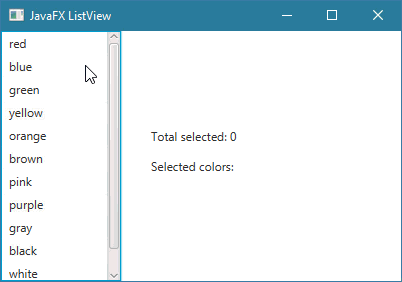 JavaFX ListView
red
blue
green
yellow
orange
brown
pink
purple
gray
black
white
Total selected: 0
Selected colors: